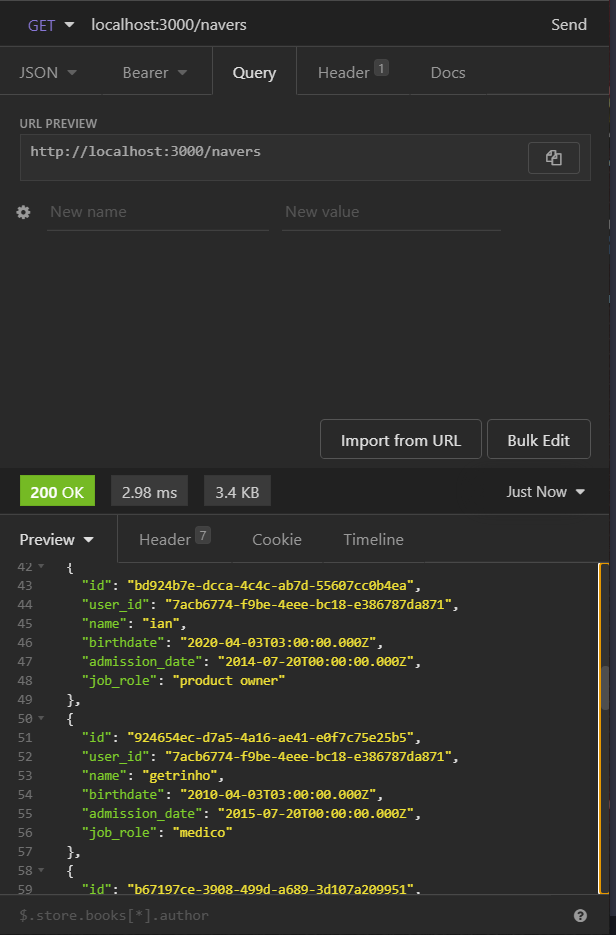 GET localhost:3000/navers Send
JSON Bearer Query Header 1 Docs
URL PREVIEW
http://localhost:3000/navers
New name New value
Import from URL Bulk Edit
200 OK 2.98 ms 3.4 KB Just Now
Preview Header 7 Cookie Timeline
42 {
43 "id": "bd924b7e-dcca-4c4c-ab7d-55607cc0b4ea",
44 "user_id": "7acb6774-f9be-4eee-bc18-e386787da871",
45 "name": "ian",
46 "birthdate": "2020-04-03T03:00:00.000Z",
47 "admission_date": "2014-07-20T00:00:00.000Z",
48 "job_role": "product owner"
49 },
50 {
51 "id": "924654ec-d7a5-4a16-ae41-e0f7c75e25b5",
52 "user_id": "7acb6774-f9be-4eee-bc18-e386787da871",
53 "name": "getrinho",
54 "birthdate": "2010-04-03T03:00:00.000Z",
55 "admission_date": "2015-07-20T00:00:00.000Z",
56 "job_role": "medico"
57 },
58 {
59 "id": "b67197ce-3908-499d-a689-3d107a209951",
$.store.books[*].author ?